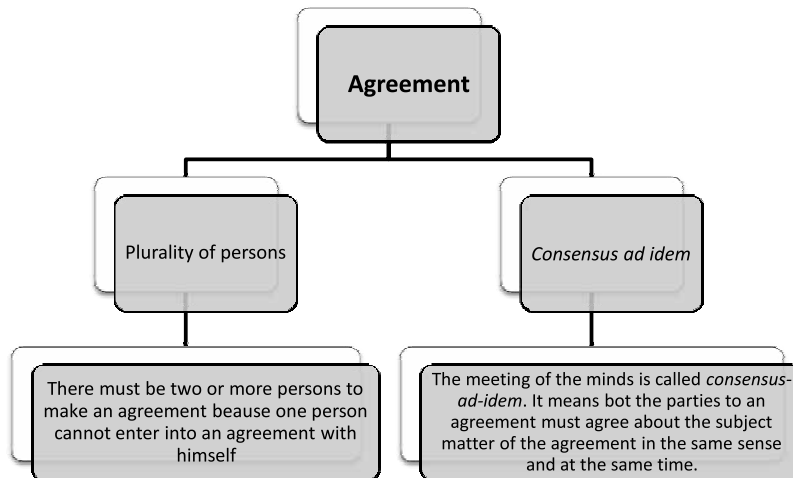 Agreement
Plurality of persons
Consensus ad idem
There must be two or more persons to
make an agreement beause one person
cannot enter into an agreement with
himself
The meeting of the minds is called consensus-
ad-idem. It means bot the parties to an
agreement must agree about the subject
matter of the agreement in the same sense
and at the same time.